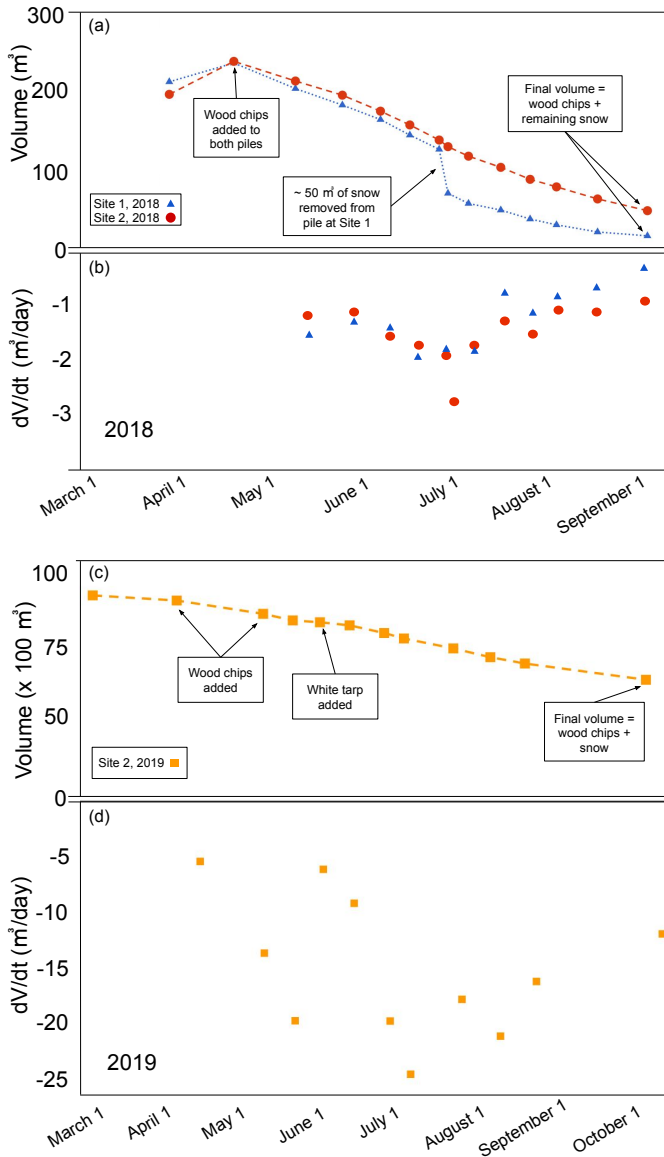 300
(a)
Volume (m³)
200
100
0
Wood chips
added to
both piles
Final volume =
wood chips +
remaining snow
~ 50 m³ of snow
removed from
pile at Site 1
Site 1, 2018
Site 2, 2018
(b)
dV/dt (m³/day)
-1
-2
-3
2018
March 1
April 1
May 1
June 1
July 1
August 1
September 1
100
(c)
Volume (x 100 m³)
75
50
0
Wood chips
added
White tarp
added
Final volume =
wood chips +
snow
Site 2, 2019
(d)
dV/dt (m³/day)
-5
-10
-15
-20
-25
2019
March 1
April 1
May 1
June 1
July 1
August 1
September 1
October 1